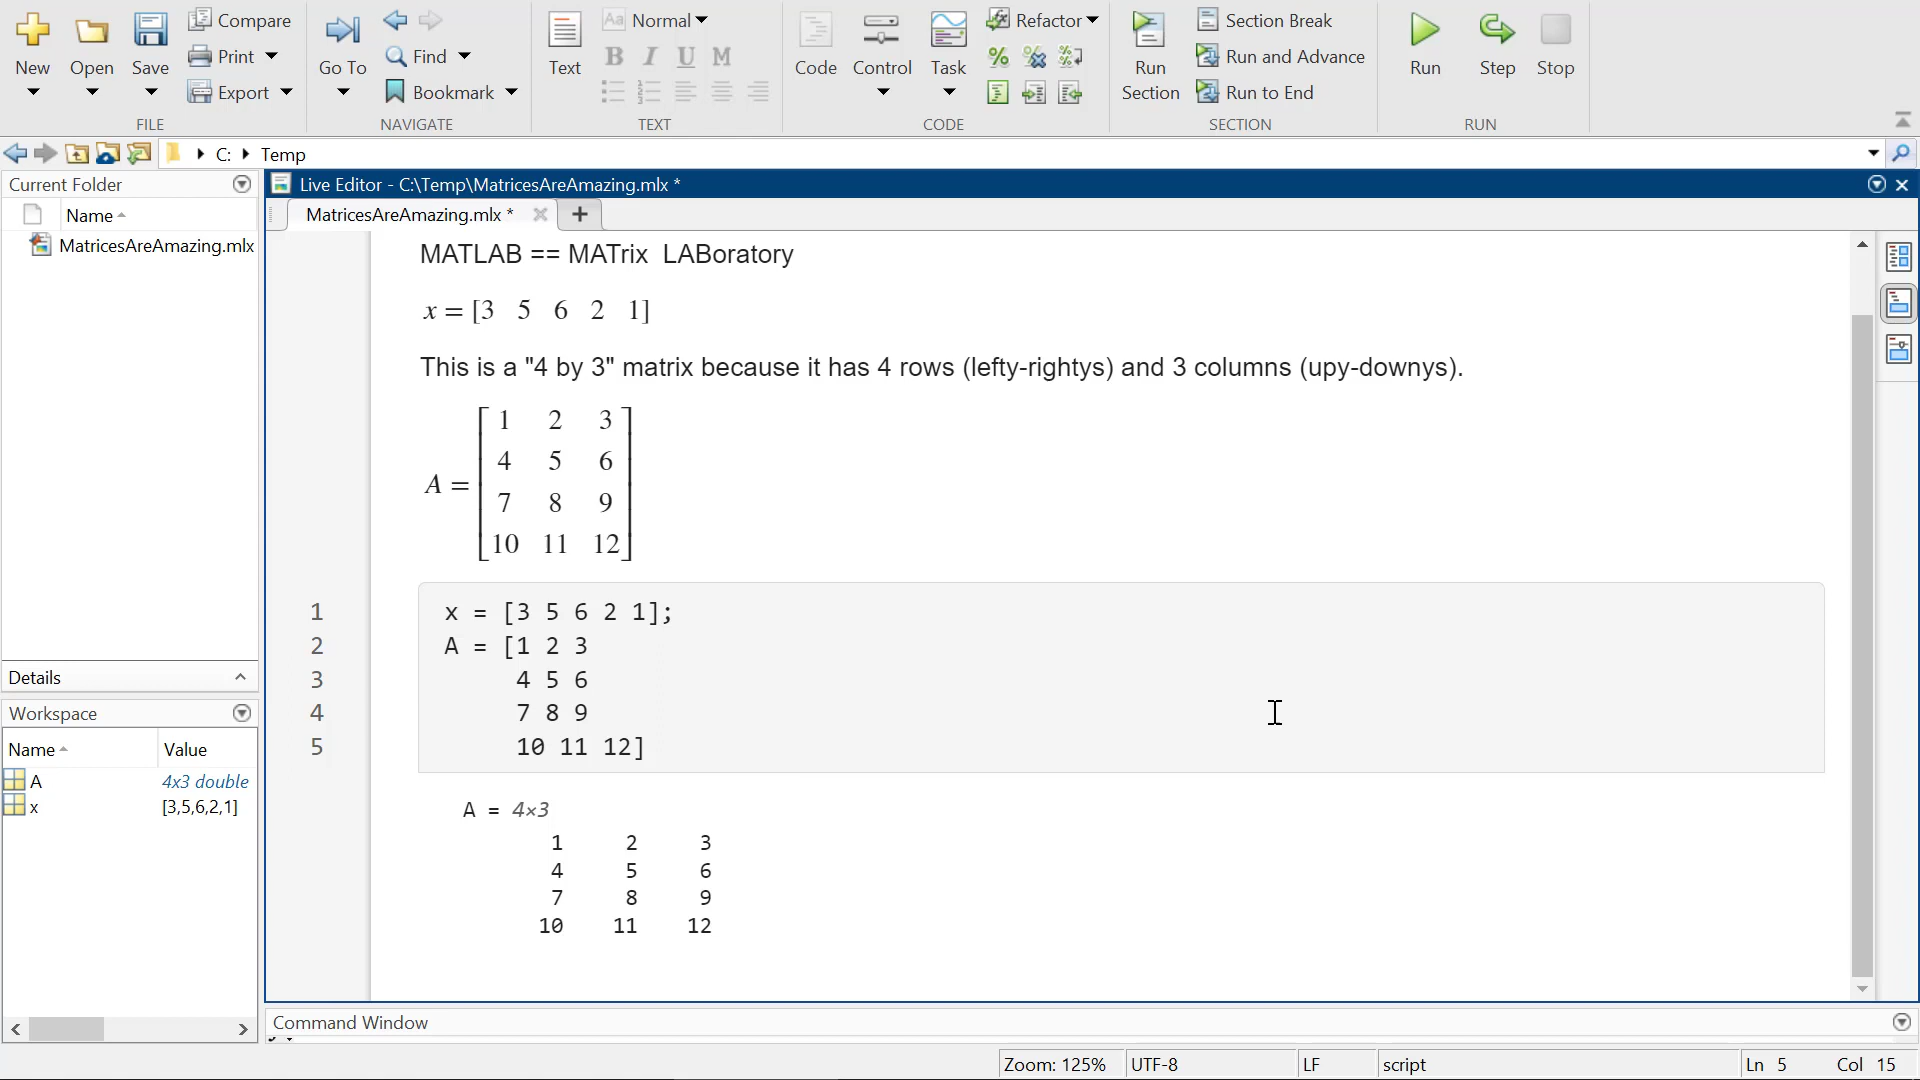 New
Open
Save
Compare
Print
Export
FILE
Go To
Find
Bookmark
NAVIGATE
Text
Aa Normal
B I U M
TEXT
Code
Control
Task
Refactor
CODE
Run Section
Section Break
Run and Advance
Run to End
SECTION
Run
Step
Stop
RUN
C: Temp
Current Folder
Name
MatricesAreAmazing.mlx
Details
Workspace
Name Value
A 4x3 double
x [3,5,6,2,1]
Live Editor - C:\Temp\MatricesAreAmazing.mlx *
MatricesAreAmazing.mlx * +
MATLAB == MATrix LABoratory
x = [3 5 6 2 1]
This is a "4 by 3" matrix because it has 4 rows (lefty-rightys) and 3 columns (upy-downys).
A =
1 2 3
4 5 6
7 8 9
10 11 12
1 x = [3 5 6 2 1];
2 A = [1 2 3
3 4 5 6
4 7 8 9
5 10 11 12]
A = 4×3
1 2 3
4 5 6
7 8 9
10 11 12
Command Window
Zoom: 125% UTF-8 LF script Ln 5 Col 15